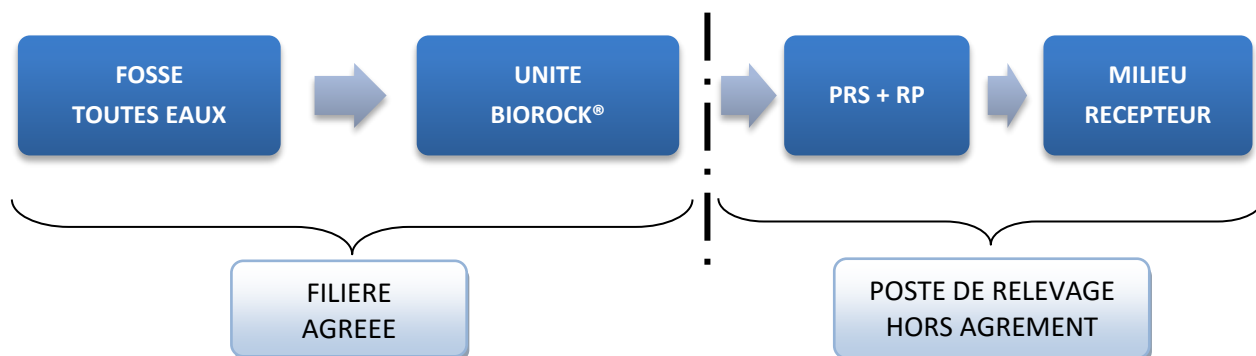 FOSSE
TOUTES EAUX
UNITE
BIOROCK®
PRS + RP
MILIEU
RECEPTEUR
FILIERE
AGREEE
POSTE DE RELEVAGE
HORS AGREMENT